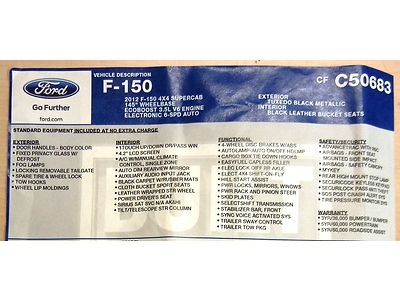 VEHICLE DESCRIPTION
F-150
2012 F-150 4X4 SUPERCAB
145" WHEELBASE
ECOBOOST 3.5L V6 ENGINE
ELECTRONIC 6-SPD AUTO
EXTERIOR
TUXEDO BLACK METALLIC
INTERIOR
BLACK LEATHER BUCKET SEATS
CF C50683
Ford
Go Further
ford.com
STANDARD EQUIPMENT INCLUDED AT NO EXTRA CHARGE
EXTERIOR
• DOOR HANDLES - BODY COLOR
• FIXED PRIVACY GLASS W/
DEFROST
• FOG LAMPS
• LOCKING REMOVABLE TAILGATE
• SPARE TIRE & WHEEL LOCK
• TOW HOOKS
• WHEEL LIP MOLDINGS
INTERIOR
• 1 TOUCH UP/DOWN DR/PASS WIN
• 4.2" LCD SCREEN
• A/C W/MANUAL CLIMATE
CONTROL, SINGLE ZONE
• AUTO DIM REARVIEW MIRROR
• AUXILIARY AUDIO INPUT JACK
• BLACK CARPET W/RUBBER MATS
• CLOTH BUCKET SPORT SEATS
• LEATHER WRAPPED STR WHEEL
• POWER DRIVER'S SEAT
• SIRIUS SAT SVC N/A AK&HI
• TILT/TELESCOPE STR COLUMN
FUNCTIONAL
• 4-WHEEL DISC BRAKES W/ABS
• AUTOLAMP-AUTO ON/OFF HDLMP
• CARGO BOX TIE DOWN HOOKS
• EASYFUEL CAPLESS FILLER
• ELEC LOCKING
• ELECT 4X4 SHIFT-ON-FLY
• HILL START ASSIST
• PWR LOCKS, MIRRORS, WINDOWS
• PWR RACK AND PINION STEER
• SKID PLATES
• SELECTSHIFT TRANSMISSION
• STABILIZER BAR, FRONT
• SYNC VOICE ACTIVATED SYS
• TRAILER SWAY CONTROL
• TRAILER TOW PKG
SAFETY/SECURITY
• ADVANCETRAC WITH RSC
• AIRBAGS - FRONT SEAT
MOUNTED SIDE IMPACT
• AIRBAGS - SAFETY CANOPY
• MYKEY
• REAR HIGH MOUNT STOP LAMP
• SECURICODE KEYLESS KEYPAD
• SECURILOCK PASS ANTI THEFT
• SOS POST CRASH ALERT SYS
• TIRE PRESSURE MONITOR SYS
WARRANTY
• 3YR/36,000 BUMPER / BUMPER
• 5YR/60,000 POWERTRAIN
• 5YR/60,000 ROADSIDE ASSIST